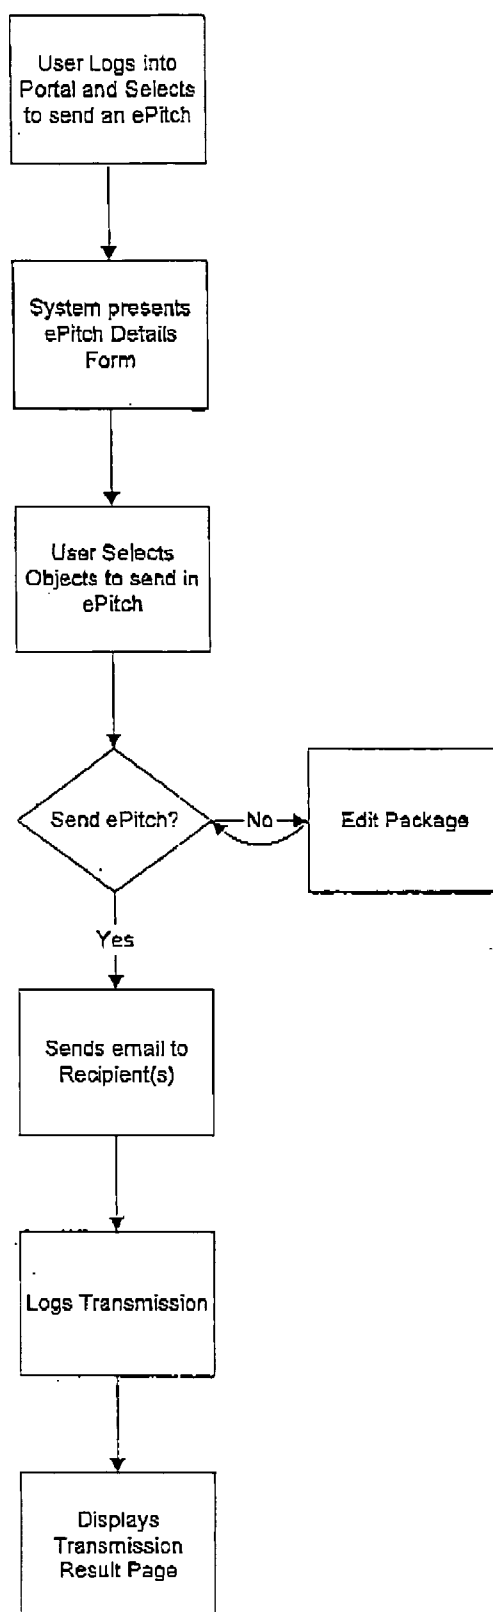 User Logs into
Portal and Selects
to send an ePitch
System presents
ePitch Details
Form
User Selects
Objects to send in
ePitch
Send ePitch?
No
Edit Package
Yes
Sends email to
Recipient(s)
Logs Transmission
Displays
Transmission
Result Page